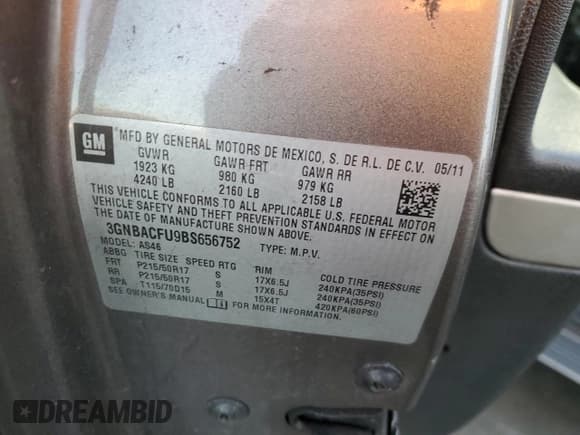 GM
MFD BY GENERAL MOTORS DE MEXICO, S. DE R.L. DE C.V. 05/11
GVWR GAWR FRT GAWR RR
1923 KG 980 KG 979 KG
4240 LB 2160 LB 2158 LB
THIS VEHICLE CONFORMS TO ALL APPLICABLE U.S. FEDERAL MOTOR
VEHICLE SAFETY AND THEFT PREVENTION STANDARDS IN EFFECT ON THE
DATE OF MANUFACTURE SHOWN ABOVE.
3GNBACFU9BS656752 TYPE: M.P.V.
MODEL: AS46
ABBG TIRE SIZE SPEED RTG RIM COLD TIRE PRESSURE
FRT P215/50R17 S 17X6.5J 240KPA(35PSI)
RR P215/50R17 S 17X6.5J 240KPA(35PSI)
SPA T115/70D15 M 15X4T 420KPA(60PSI)
SEE OWNER'S MANUAL FOR MORE INFORMATION.
DREAMBID